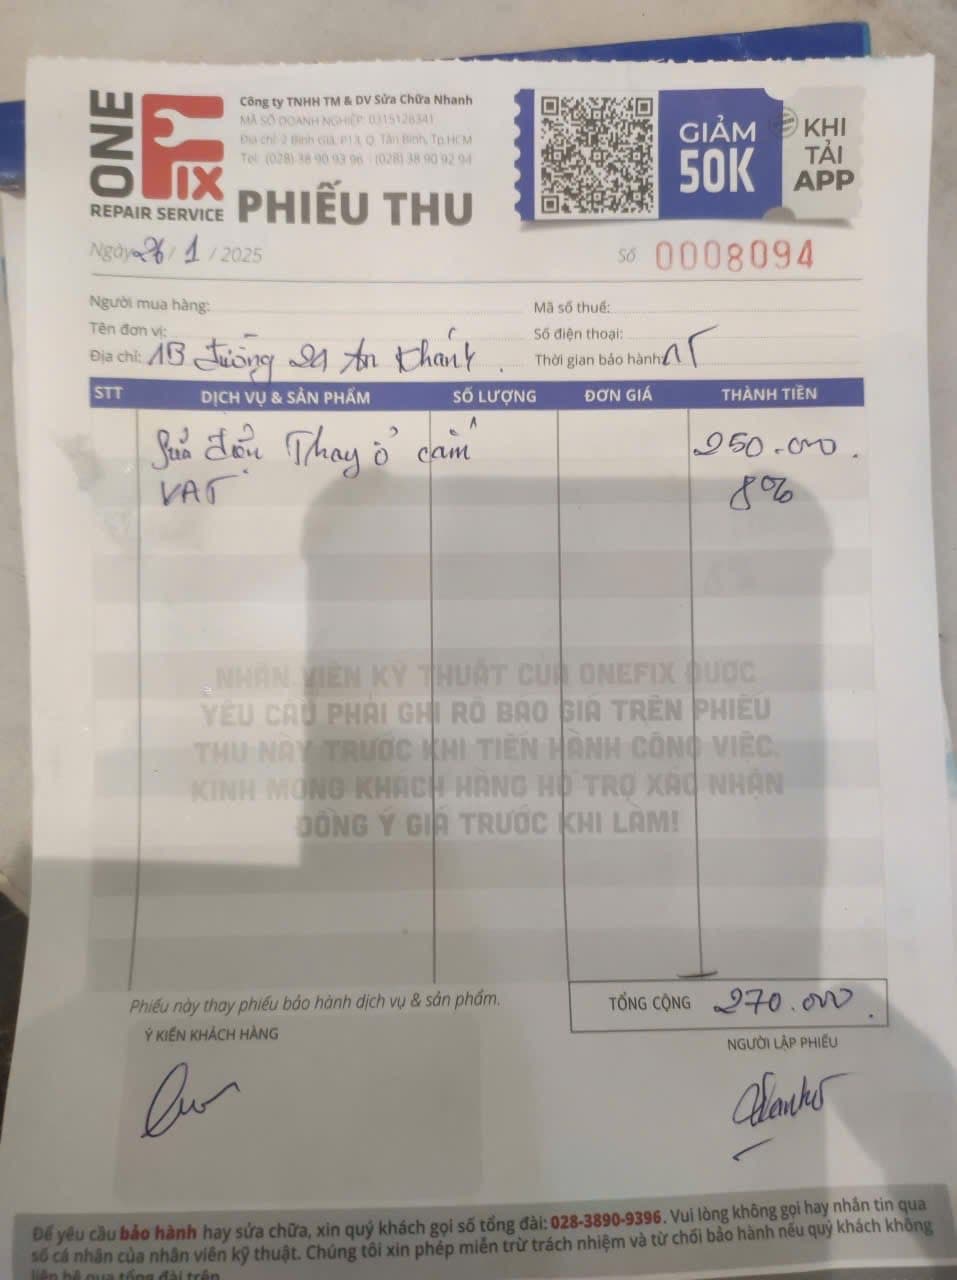 ONE FIX
REPAIR SERVICE
Công ty TNHH TM & DV Sửa Chữa Nhanh
MÃ SỐ DOANH NGHIỆP: 0315128341
Địa chỉ: 2 Bình Giã, P13, Q. Tân Bình, Tp.HCM
Tel: (028) 38 90 93 96 - (028) 38 90 92 94
PHIẾU THU
GIẢM 50K
KHI TẢI APP
Ngày 26 / 1 / 2025
Số 0008094
Người mua hàng:
Mã số thuế:
Tên đơn vị:
Số điện thoại:
Địa chỉ: 1B đường 21 An Khánh
Thời gian bảo hành: 1T
STT DỊCH VỤ & SẢN PHẨM SỐ LƯỢNG ĐƠN GIÁ THÀNH TIỀN
Sửa điện Thay ổ cắm 250.000.
VAT 8%
NHÂN VIÊN KỸ THUẬT CỦA ONEFIX ĐƯỢC
YÊU CẦU PHẢI GHI RÕ BÁO GIÁ TRÊN PHIẾU
THU NÀY TRƯỚC KHI TIẾN HÀNH CÔNG VIỆC.
KÍNH MONG KHÁCH HÀNG HỖ TRỢ XÁC NHẬN
ĐỒNG Ý GIÁ TRƯỚC KHI LÀM!
Phiếu này thay phiếu bảo hành dịch vụ & sản phẩm.
TỔNG CỘNG 270.000.
Ý KIẾN KHÁCH HÀNG
NGƯỜI LẬP PHIẾU
Để yêu cầu bảo hành hay sửa chữa, xin quý khách gọi số tổng đài: 028-3890-9396. Vui lòng không gọi hay nhắn tin qua
số cá nhân của nhân viên kỹ thuật. Chúng tôi xin phép miễn trừ trách nhiệm và từ chối bảo hành nếu quý khách không
liên hệ qua tổng đài trên.